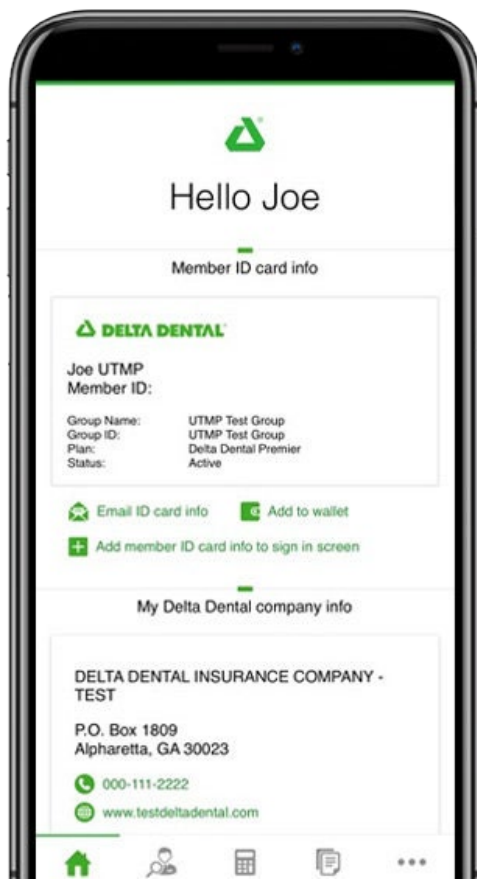 Hello Joe
Member ID card info
DELTA DENTAL
Joe UTMP
Member ID:
Group Name: UTMP Test Group
Group ID: UTMP Test Group
Plan: Delta Dental Premier
Status: Active
Email ID card info Add to wallet
Add member ID card info to sign in screen
My Delta Dental company info
DELTA DENTAL INSURANCE COMPANY -
TEST
P.O. Box 1809
Alpharetta, GA 30023
000-111-2222
www.testdeltadental.com